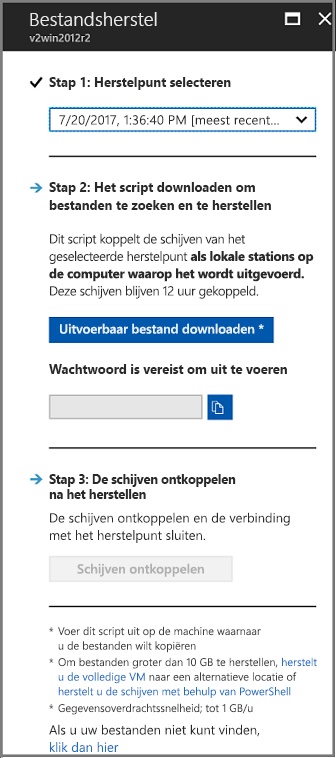 Bestandsherstel
v2win2012r2
Stap 1: Herstelpunt selecteren
7/20/2017, 1:36:40 PM [meest recent...
Stap 2: Het script downloaden om
bestanden te zoeken en te herstellen
Dit script koppelt de schijven van het
geselecteerde herstelpunt als lokale stations op
de computer waarop het wordt uitgevoerd.
Deze schijven blijven 12 uur gekoppeld.
Uitvoerbaar bestand downloaden *
Wachtwoord is vereist om uit te voeren
Stap 3: De schijven ontkoppelen
na het herstellen
De schijven ontkoppelen en de verbinding
met het herstelpunt sluiten.
Schijven ontkoppelen
* Voer dit script uit op de machine waarnaar
u de bestanden wilt kopiëren
* Om bestanden groter dan 10 GB te herstellen, herstelt
u de volledige VM naar een alternatieve locatie of
herstelt u de schijven met behulp van PowerShell
* Gegevensoverdrachtssnelheid; tot 1 GB/u
Als u uw bestanden niet kunt vinden,
klik dan hier